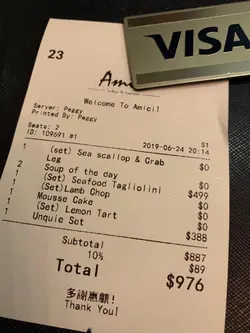 VISA
23
Ami
Welcome To Amici!
Server: Peggy
Printed By: Peggy
Seats: 2
ID: 109691 #1
S1
2019-06-24 20:14
1 (set) Sea scallop & Crab $0
Leg
2 Soup of the day $0
1 (Set) Seafood Tagliolini $499
1 (Set)Lamb Chop $0
1 Mousse Cake $0
1 (Set) Lemon Tart $0
1 Unquie Set $388
Subtotal $887
10% $89
Total $976
多謝惠顧!
Thank You!